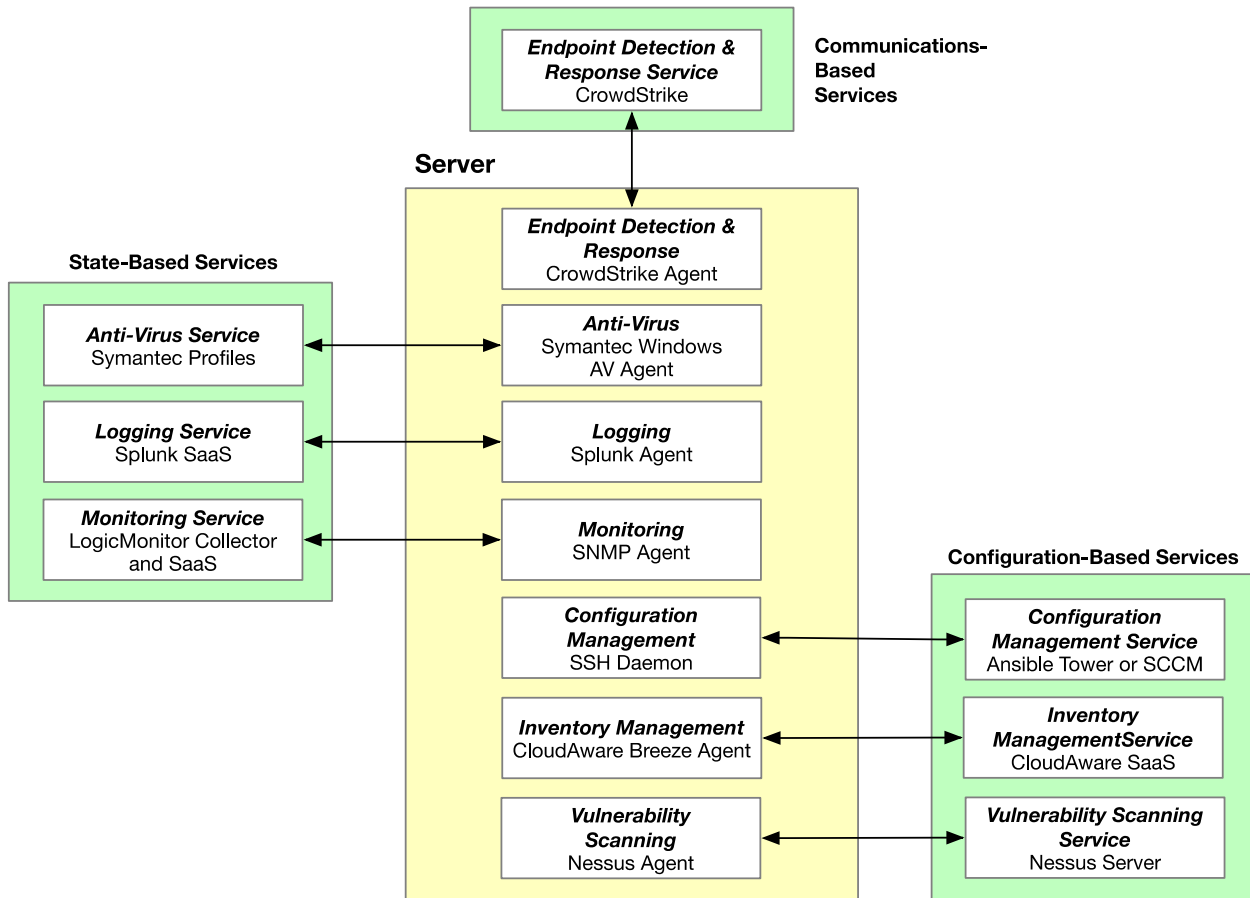 Endpoint Detection &
Response Service
CrowdStrike
Communications-
Based
Services
Server
Endpoint Detection &
Response
CrowdStrike Agent
State-Based Services
Anti-Virus Service
Symantec Profiles
Anti-Virus
Symantec Windows
AV Agent
Logging Service
Splunk SaaS
Logging
Splunk Agent
Monitoring Service
LogicMonitor Collector
and SaaS
Monitoring
SNMP Agent
Configuration-Based Services
Configuration
Management
SSH Daemon
Configuration
Management Service
Ansible Tower or SCCM
Inventory Management
CloudAware Breeze Agent
Inventory
ManagementService
CloudAware SaaS
Vulnerability
Scanning
Nessus Agent
Vulnerability Scanning
Service
Nessus Server